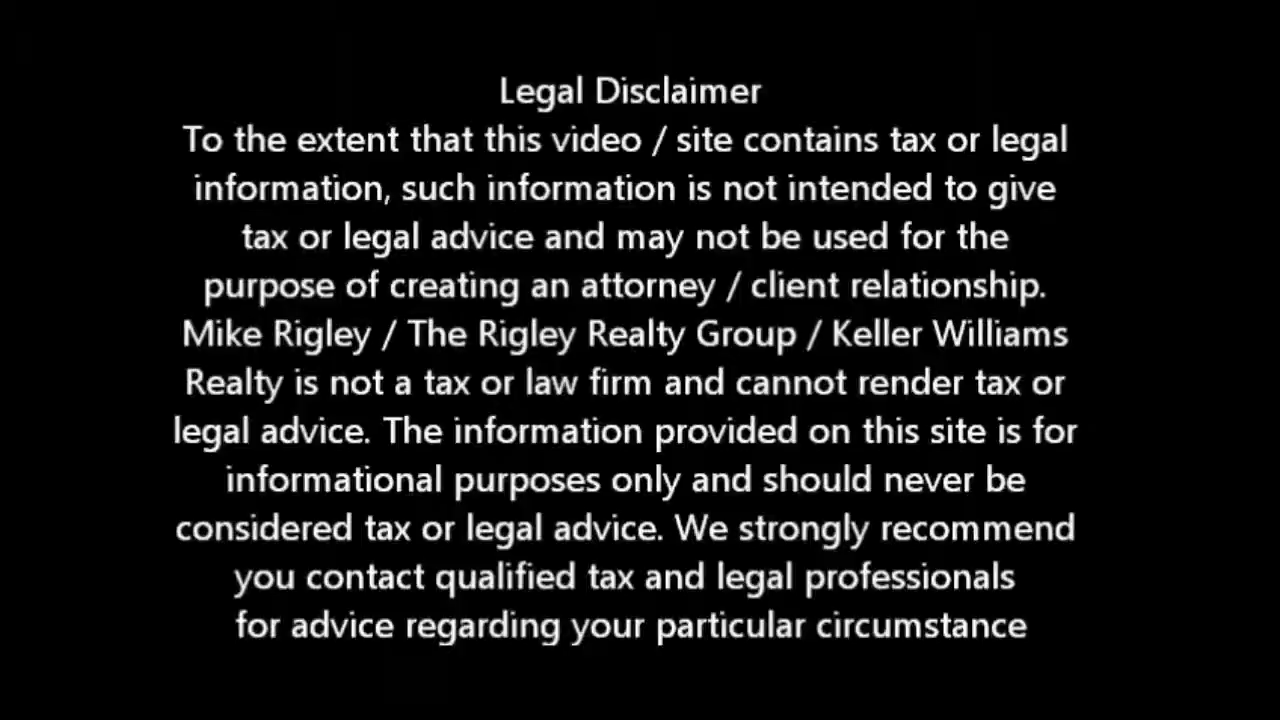 Legal Disclaimer
To the extent that this video / site contains tax or legal
information, such information is not intended to give
tax or legal advice and may not be used for the
purpose of creating an attorney / client relationship.
Mike Rigley / The Rigley Realty Group / Keller Williams
Realty is not a tax or law firm and cannot render tax or
legal advice. The information provided on this site is for
informational purposes only and should never be
considered tax or legal advice. We strongly recommend
you contact qualified tax and legal professionals
for advice regarding your particular circumstance